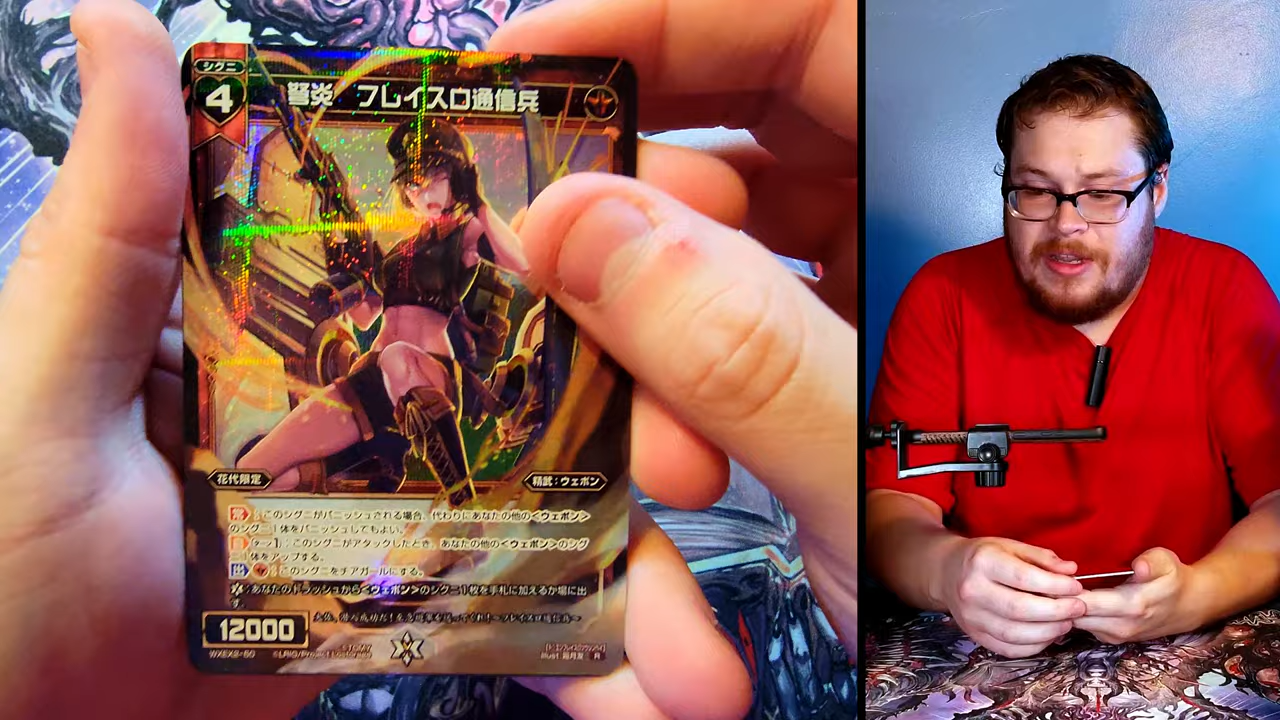 シグニ
4
弩炎　フレイスロ通信兵
花代限定
精武：ウェポン
このシグニがバニッシュされる場合、代わりにあなたの他の<ウェポン>
のシグニ1体をバニッシュしてもよい。
このシグニがアタックしたとき、あなたの他の<ウェポン>のシグ
ニ1体をアップする。
出 このシグニをチアガールにする。
：あなたのトラッシュから<ウェポン>のシグニ1枚を手札に加えるか場に出
す。
12000
WXEX2-50
©LRIG/Project Selector
R